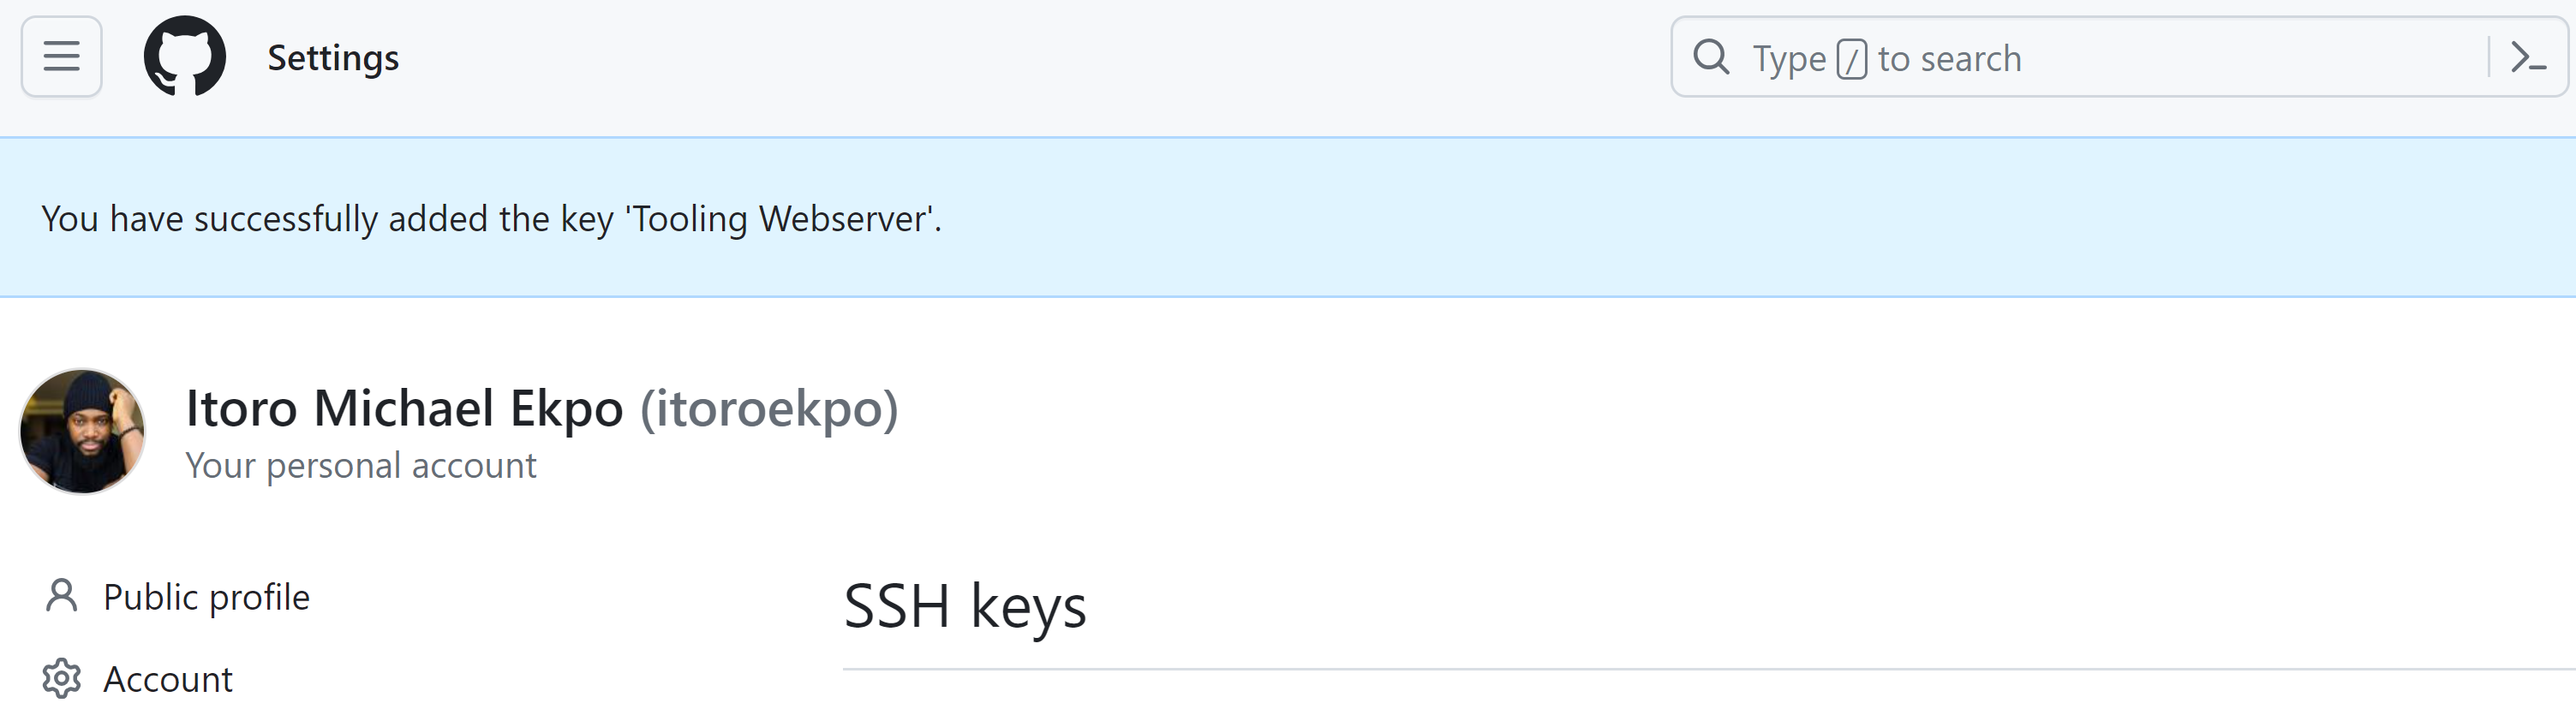 Settings
Type / to search
You have successfully added the key 'Tooling Webserver'.
Itoro Michael Ekpo (itoroekpo)
Your personal account
Public profile
SSH keys
Account